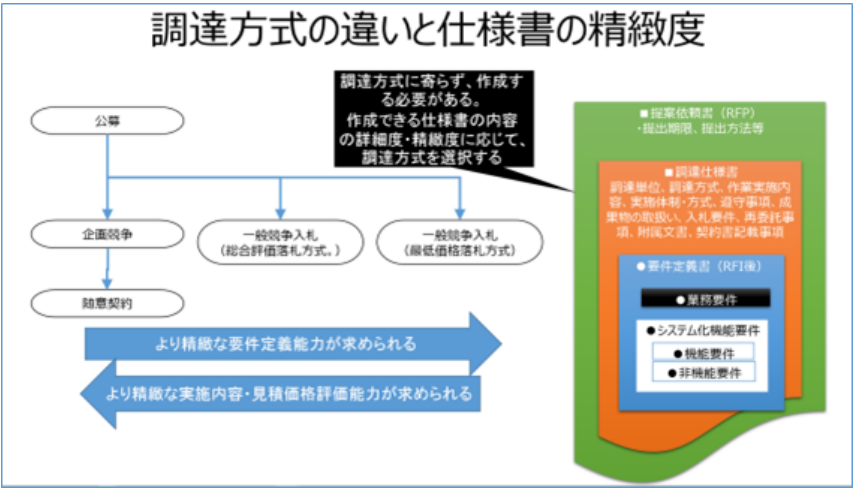 調達方式の違いと仕様書の精緻度
調達方式に寄らず、作成す
る必要がある。
作成できる仕様書の内容
の詳細度・精緻度に応じて、
調達方式を選択する
公募
企画競争
一般競争入札
（総合評価落札方式。）
一般競争入札
（最低価格落札方式）
随意契約
より精緻な要件定義能力が求められる
より精緻な実施内容・見積価格評価能力が求められる
■提案依頼書（RFP）
・提出期限、提出方法等
■調達仕様書
調達単位、調達方式、作業実施内
容、実施体制・方式、遵守事項、成
果物の取扱い、入札要件、再委託事
項、附属文書、契約書記載事項
●要件定義書（RFI後）
●業務要件
●システム化機能要件
●機能要件
●非機能要件